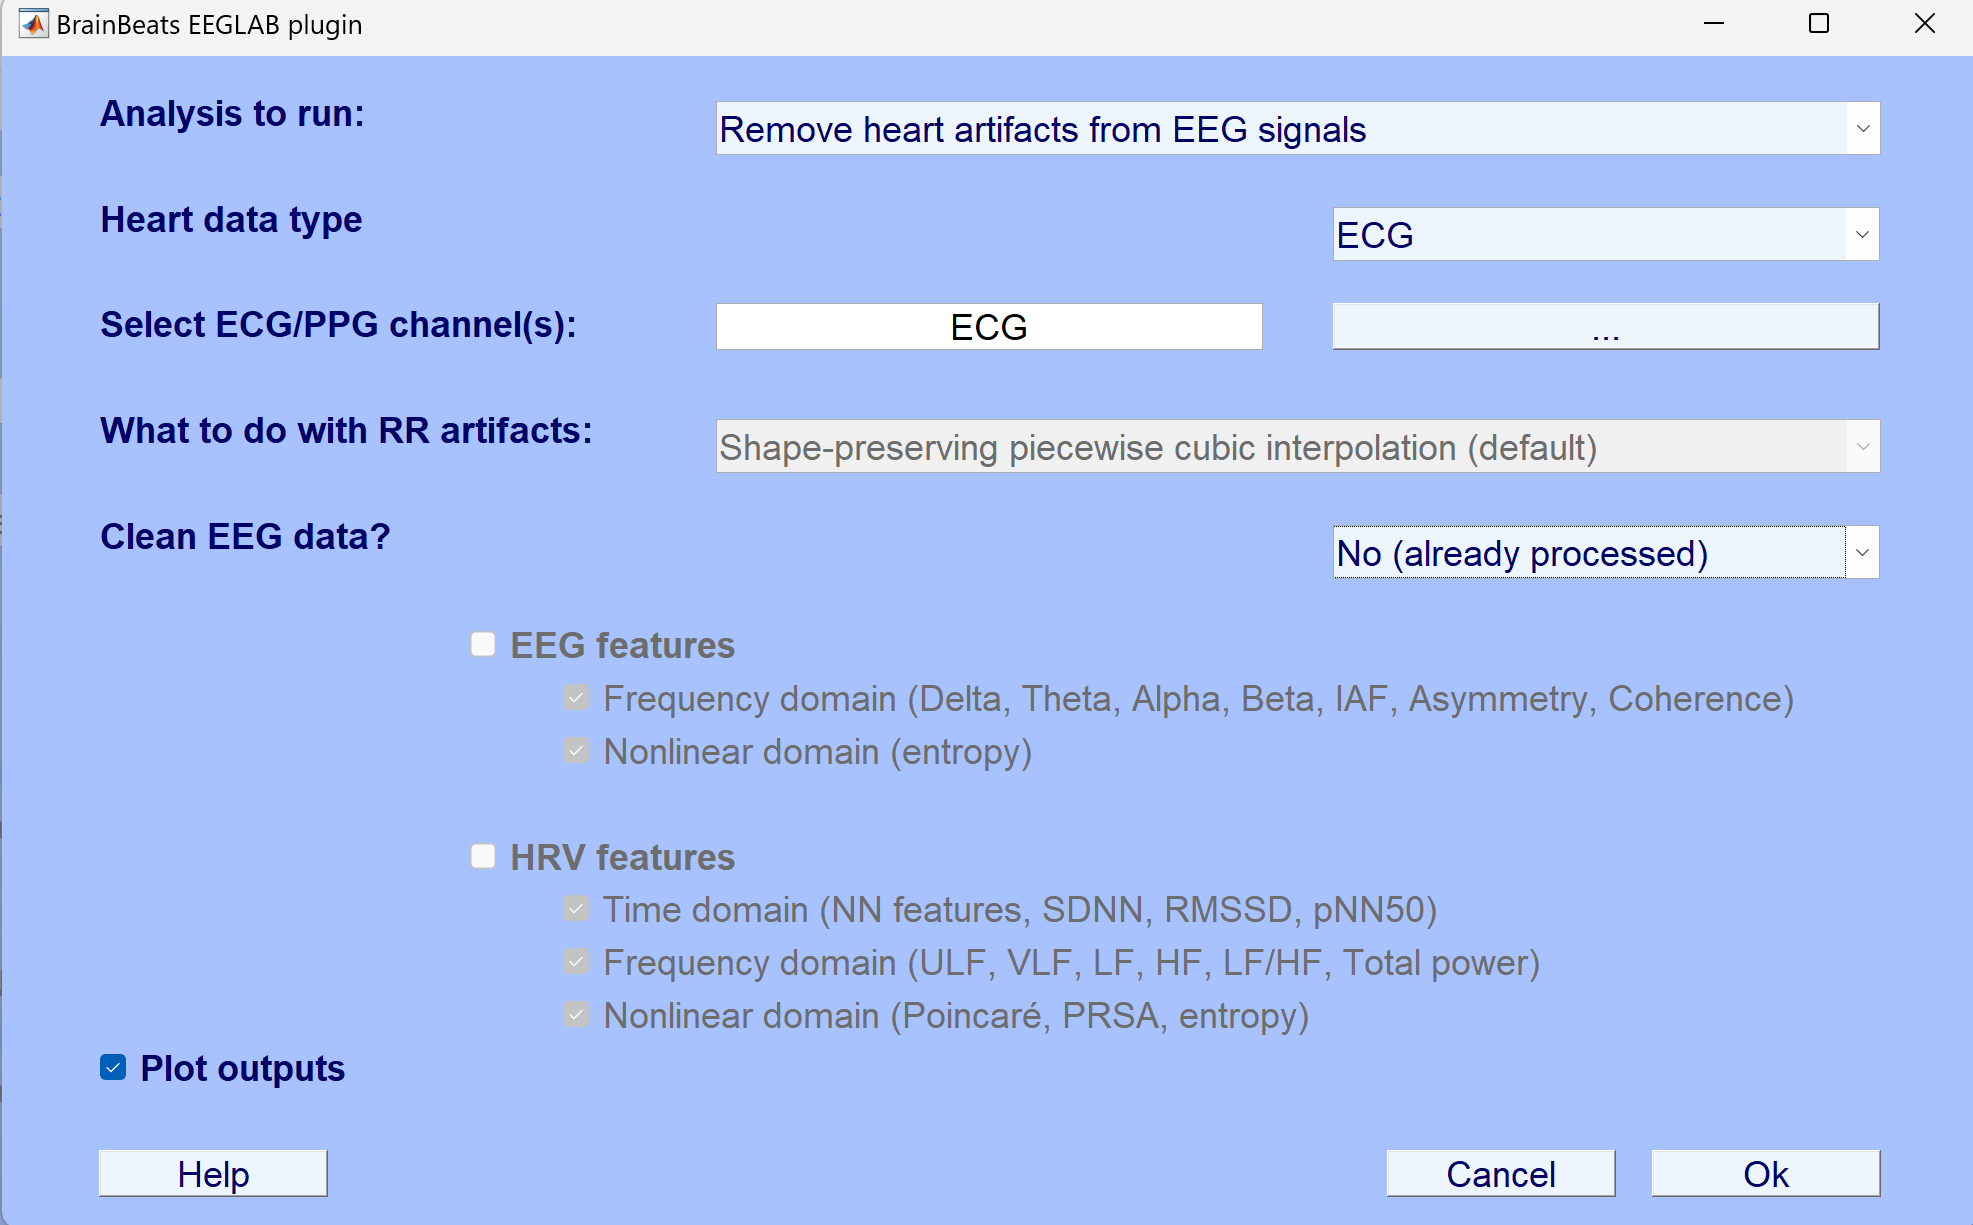 BrainBeats EEGLAB plugin
Analysis to run:
Remove heart artifacts from EEG signals
Heart data type
ECG
Select ECG/PPG channel(s):
ECG
...
What to do with RR artifacts:
Shape-preserving piecewise cubic interpolation (default)
Clean EEG data?
No (already processed)
EEG features
Frequency domain (Delta, Theta, Alpha, Beta, IAF, Asymmetry, Coherence)
Nonlinear domain (entropy)
HRV features
Time domain (NN features, SDNN, RMSSD, pNN50)
Frequency domain (ULF, VLF, LF, HF, LF/HF, Total power)
Nonlinear domain (Poincaré, PRSA, entropy)
Plot outputs
Help
Cancel
Ok